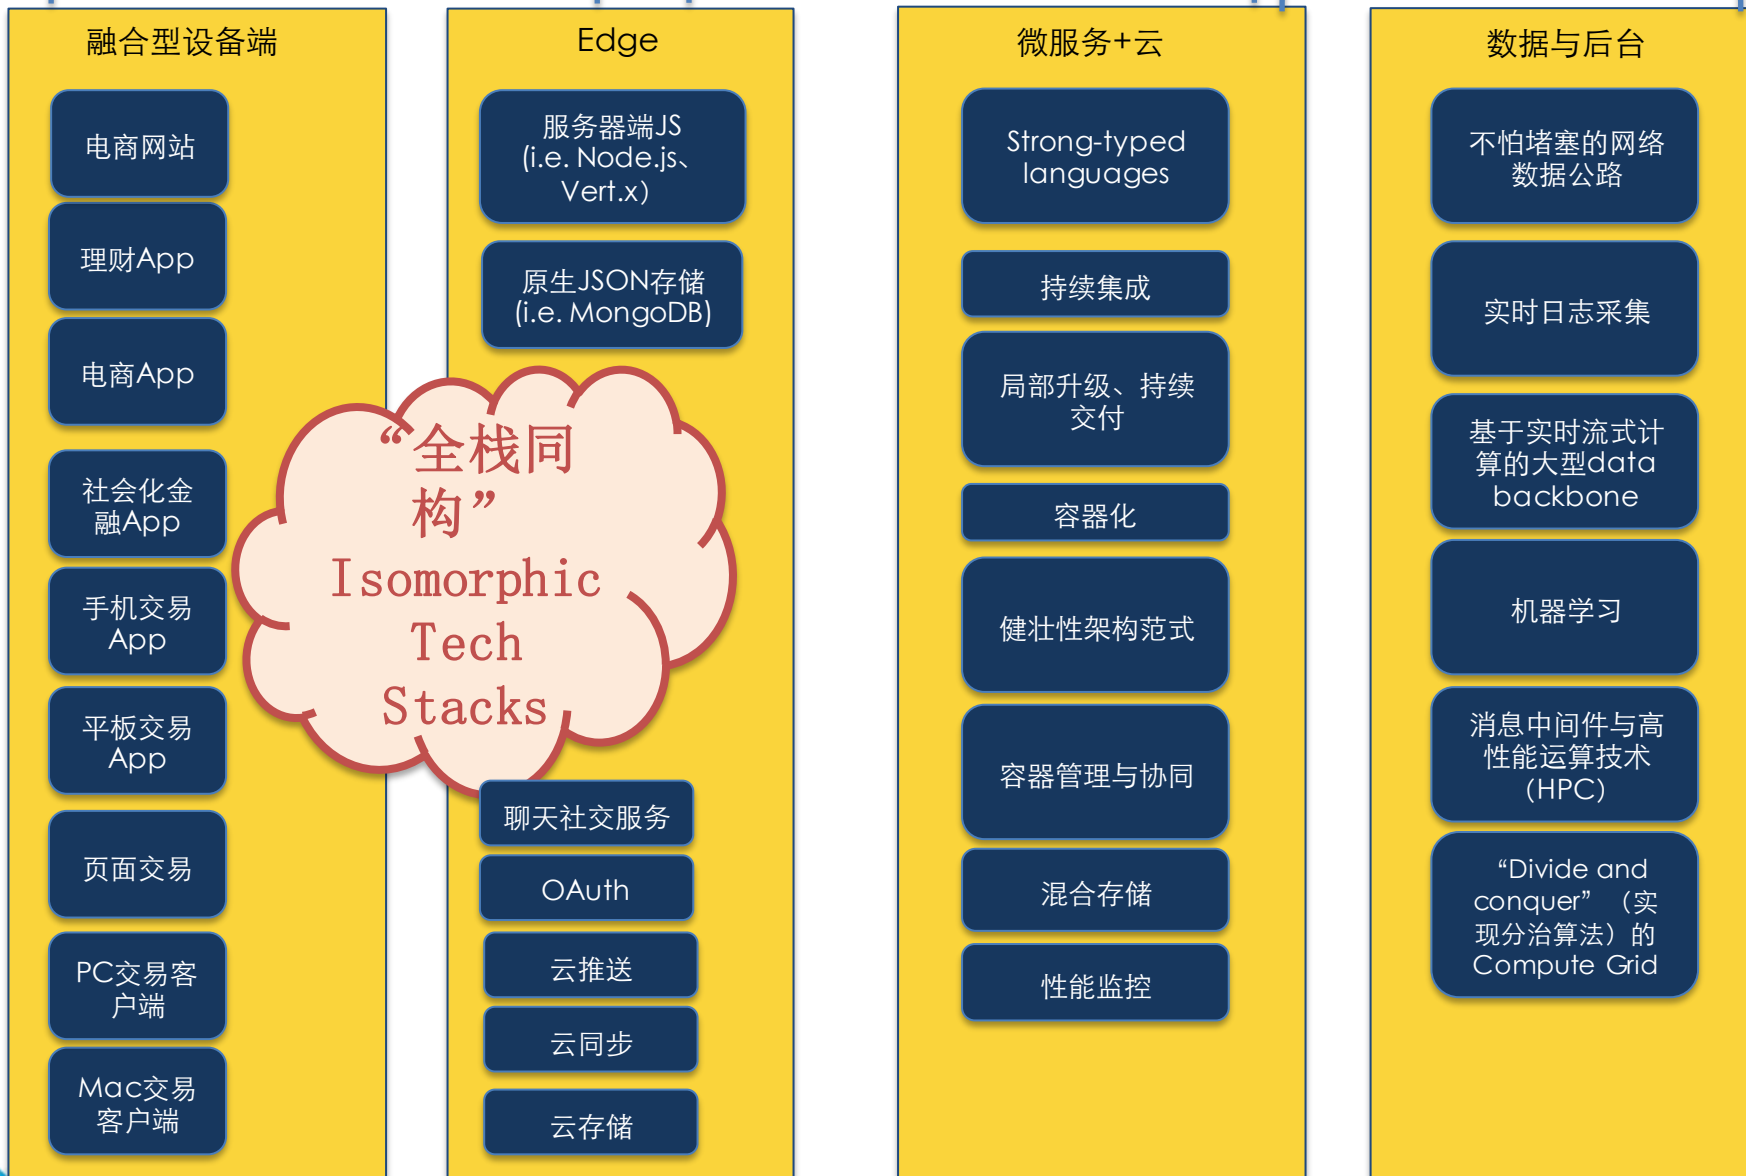 融合型设备端
电商网站
理财App
电商App
社会化金
融App
手机交易
App
平板交易
App
页面交易
PC交易客
户端
Mac交易
客户端
Edge
服务器端JS
(i.e. Node.js、
Vert.x）
原生JSON存储
(i.e. MongoDB)
“全栈同
构”
Isomorphic
Tech
Stacks
聊天社交服务
OAuth
云推送
云同步
云存储
微服务+云
Strong-typed
languages
持续集成
局部升级、持续
交付
容器化
健壮性架构范式
容器管理与协同
混合存储
性能监控
数据与后台
不怕堵塞的网络
数据公路
实时日志采集
基于实时流式计
算的大型data
backbone
机器学习
消息中间件与高
性能运算技术
（HPC）
“Divide and
conquer”（实
现分治算法）的
Compute Grid